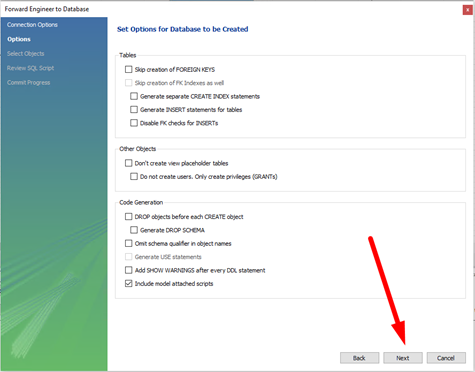 Forward Engineer to Database
Connection Options
Options
Select Objects
Review SQL Script
Commit Progress
Set Options for Database to be Created
Tables
Skip creation of FOREIGN KEYS
Skip creation of FK Indexes as well
Generate separate CREATE INDEX statements
Generate INSERT statements for tables
Disable FK checks for INSERTs
Other Objects
Don't create view placeholder tables
Do not create users. Only create privileges (GRANTs)
Code Generation
DROP objects before each CREATE object
Generate DROP SCHEMA
Omit schema qualifier in object names
Generate USE statements
Add SHOW WARNINGS after every DDL statement
Include model attached scripts
Back Next Cancel